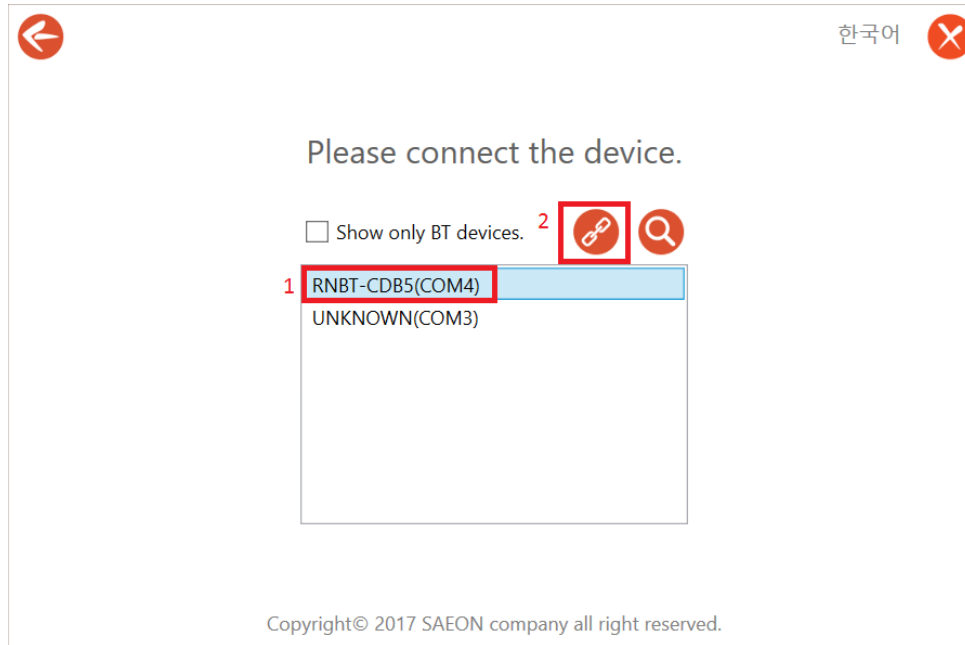 한국어
Please connect the device.
Show only BT devices. 2
1 RNBT-CDB5(COM4)
UNKNOWN(COM3)
Copyright© 2017 SAEON company all right reserved.